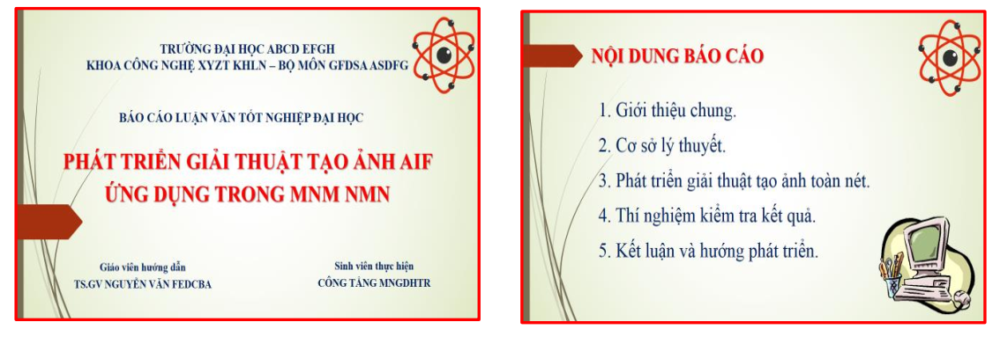 TRƯỜNG ĐẠI HỌC ABCD EFGH
KHOA CÔNG NGHỆ XYZT KHLN – BỘ MÔN GFDSA ASDFG
BÁO CÁO LUẬN VĂN TỐT NGHIỆP ĐẠI HỌC
PHÁT TRIỂN GIẢI THUẬT TẠO ẢNH AIF
ỨNG DỤNG TRONG MNM NMN
Giáo viên hướng dẫn
TS.GV NGUYỄN VĂN FEDCBA
Sinh viên thực hiện
CÔNG TẰNG MNGDHTR
NỘI DUNG BÁO CÁO
1. Giới thiệu chung.
2. Cơ sở lý thuyết.
3. Phát triển giải thuật tạo ảnh toàn nét.
4. Thí nghiệm kiểm tra kết quả.
5. Kết luận và hướng phát triển.